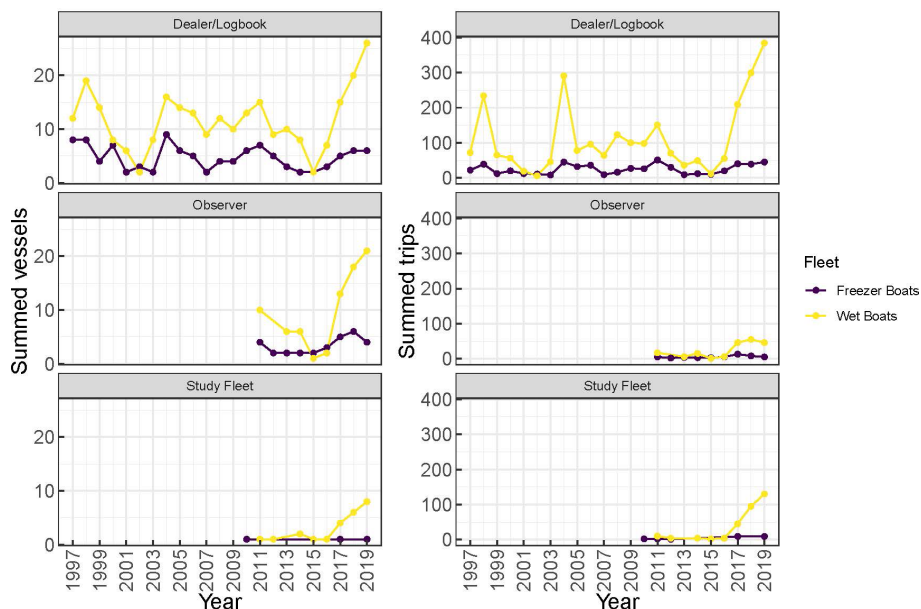 Dealer/Logbook
Dealer/Logbook
20
10
0
400
300
200
100
0
Observer
Observer
20
10
0
400
300
200
100
0
Study Fleet
Study Fleet
20
10
0
400
300
200
100
0
Summed vessels
Summed trips
1997 1999 2001 2003 2005 2007 2009 2011 2013 2015 2017 2019
1997 1999 2001 2003 2005 2007 2009 2011 2013 2015 2017 2019
Year
Year
Fleet
Freezer Boats
Wet Boats